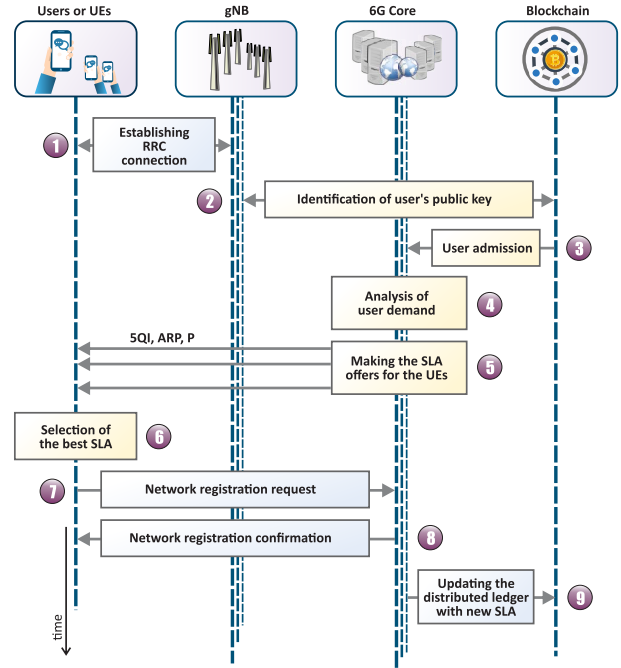 Users or UEs
gNB
6G Core
Blockchain
1
Establishing
RRC
connection
2
Identification of user's public key
User admission
3
Analysis of
user demand
4
5QI, ARP, P
Making the SLA
offers for the UEs
5
Selection of
the best SLA
6
7
Network registration request
Network registration confirmation
8
Updating the
distributed ledger
with new SLA
9
time